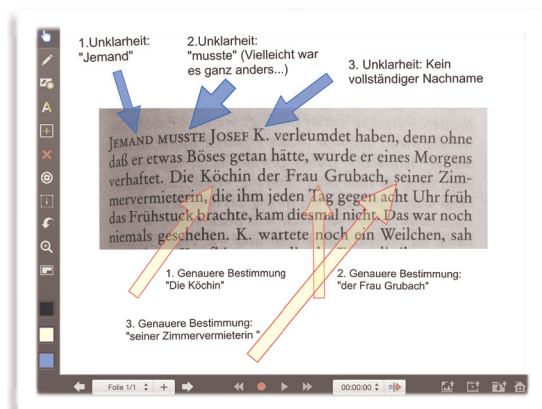 1.Unklarheit:
"Jemand"
2.Unklarheit:
"musste" (Vielleicht war
es ganz anders...)
3. Unklarheit: Kein
vollständiger Nachname
JEMAND MUSSTE JOSEF K. verleumdet haben, denn ohne
daß er etwas Böses getan hätte, wurde er eines Morgens
verhaftet. Die Köchin der Frau Grubach, seiner Zim-
mervermieterin, die ihm jeden Tag gegen acht Uhr früh
das Frühstück brachte, kam diesmal nicht. Das war noch
niemals geschehen. K. wartete noch ein Weilchen, sah
1. Genauere Bestimmung
"Die Köchin"
2. Genauere Bestimmung:
"der Frau Grubach"
3. Genauere Bestimmung:
"seiner Zimmervermieterin "
Folie 1/1
00:00:00